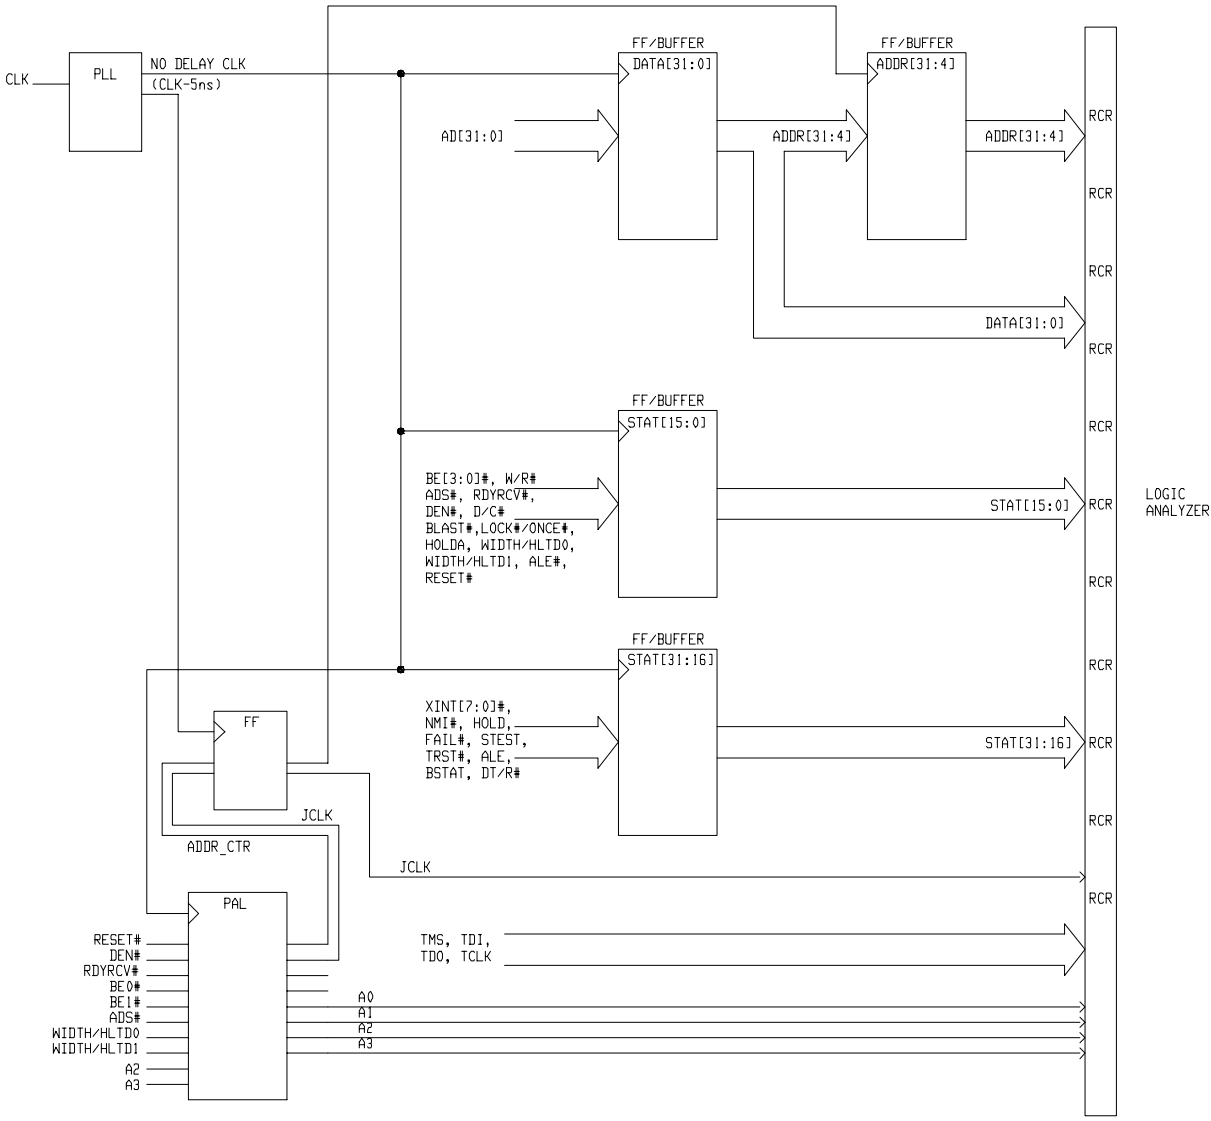 FF/BUFFER
FF/BUFFER
CLK
PLL
NO DELAY CLK
(CLK-5ns)
DATA[31:0]
ADDR[31:4]
AD[31:0]
ADDR[31:4]
ADDR[31:4]
RCR
RCR
RCR
DATA[31:0]
RCR
FF/BUFFER
STAT[15:0]
RCR
BE[3:0]#, W/R#
ADS#, RDYRCV#,
DEN#, D/C#
BLAST#,LOCK#/ONCE#,
HOLDA, WIDTH/HLTD0,
WIDTH/HLTD1, ALE#,
RESET#
STAT[15:0]
RCR
LOGIC
ANALYZER
RCR
FF/BUFFER
STAT[31:16]
RCR
XINT[7:0]#,
NMI#, HOLD,
FAIL#, STEST,
TRST#, ALE,
BSTAT, DT/R#
STAT[31:16]
RCR
FF
JCLK
ADDR_CTR
RCR
JCLK
PAL
RCR
RESET#
DEN#
RDYRCV#
BE0#
BE1#
ADS#
WIDTH/HLTD0
WIDTH/HLTD1
A2
A3
TMS, TDI,
TDO, TCLK
A0
A1
A2
A3